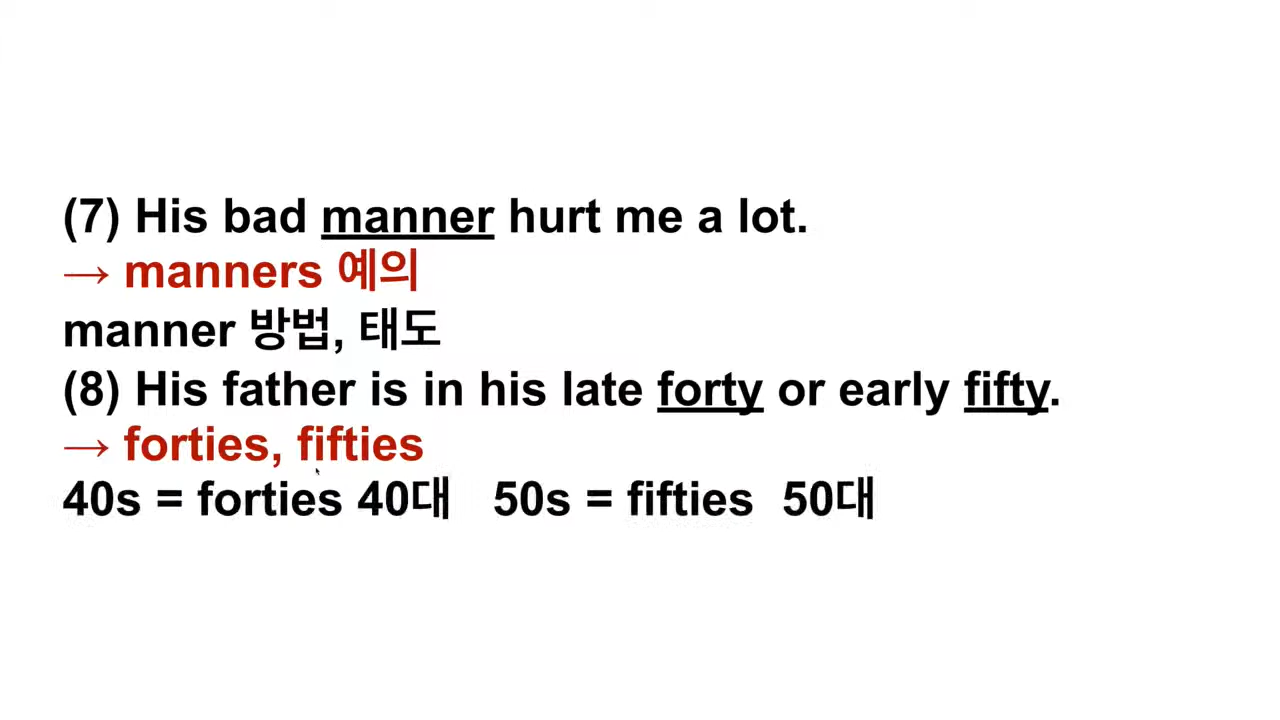 (7) His bad manner hurt me a lot.
→ manners 예의
manner 방법, 태도
(8) His father is in his late forty or early fifty.
→ forties, fifties
40s = forties 40대   50s = fifties  50대